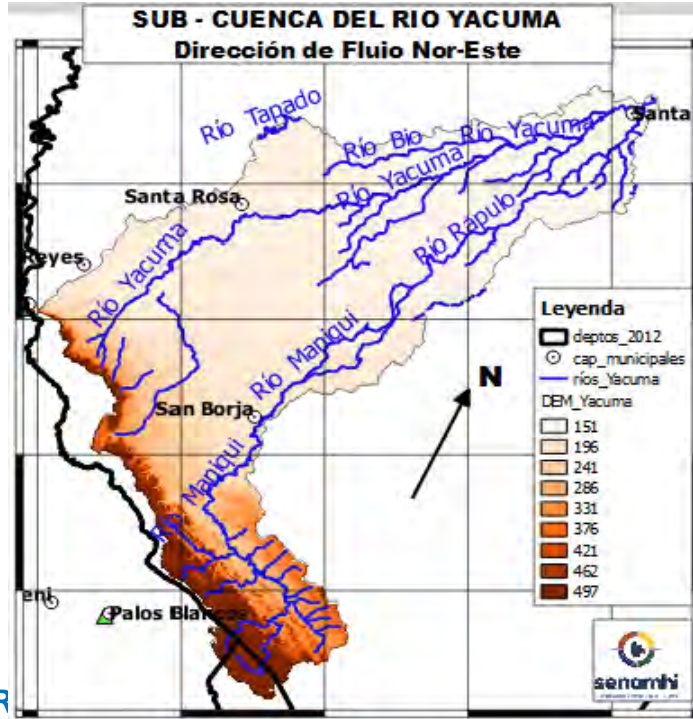 SUB - CUENCA DEL RIO YACUMA
Dirección de Flujo Nor-Este
Río Tapado
Río Bio
Río Yacuma
Santa
Río Yacuma
Santa Rosa
Río Rapulo
Reyes
Río Yacuma
Río Maniqui
San Borja
N
Río Maniqui
eni
Palos Blancos
Leyenda
deptos_2012
cap_municipales
ríos_Yacuma
DEM_Yacuma
151
196
241
286
331
376
421
462
497
senamhi
R